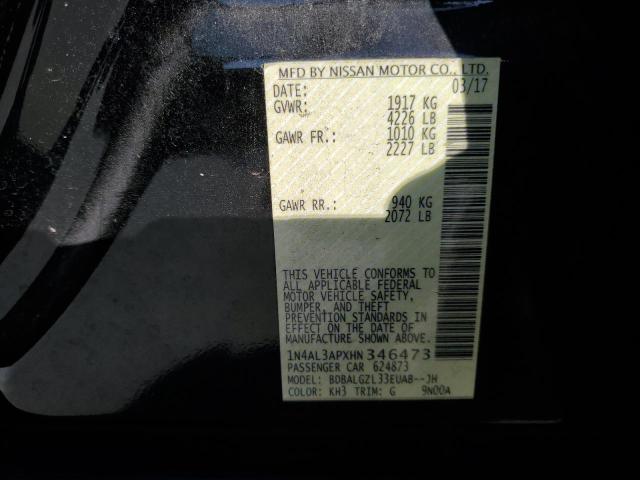 MFD BY NISSAN MOTOR CO., LTD.
DATE: 03/17
GVWR: 1917 KG
4226 LB
GAWR FR.: 1010 KG
2227 LB
GAWR RR.: 940 KG
2072 LB
THIS VEHICLE CONFORMS TO
ALL APPLICABLE FEDERAL
MOTOR VEHICLE SAFETY,
BUMPER, AND THEFT
PREVENTION STANDARDS IN
EFFECT ON THE DATE OF
MFR SHOWN ABOVE.
1N4AL3APXHN346473
PASSENGER CAR 624873
MODEL: BDBALGZL33EUAB--JH
COLOR: KH3 TRIM: G 9N00A